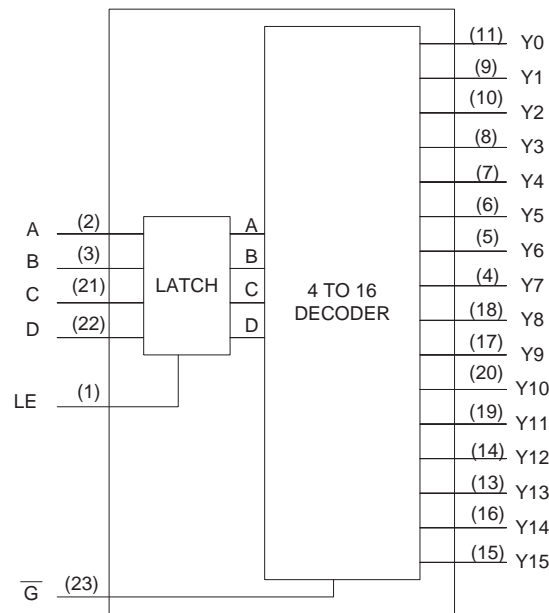 (11) Y0
(9) Y1
(10) Y2
(8) Y3
(7) Y4
(6) Y5
(5) Y6
(4) Y7
(18) Y8
(17) Y9
(20) Y10
(19) Y11
(14) Y12
(13) Y13
(16) Y14
(15) Y15
A (2)
B (3)
C (21)
D (22)
LE (1)
G̅ (23)
LATCH
A
B
C
D
4 TO 16
DECODER